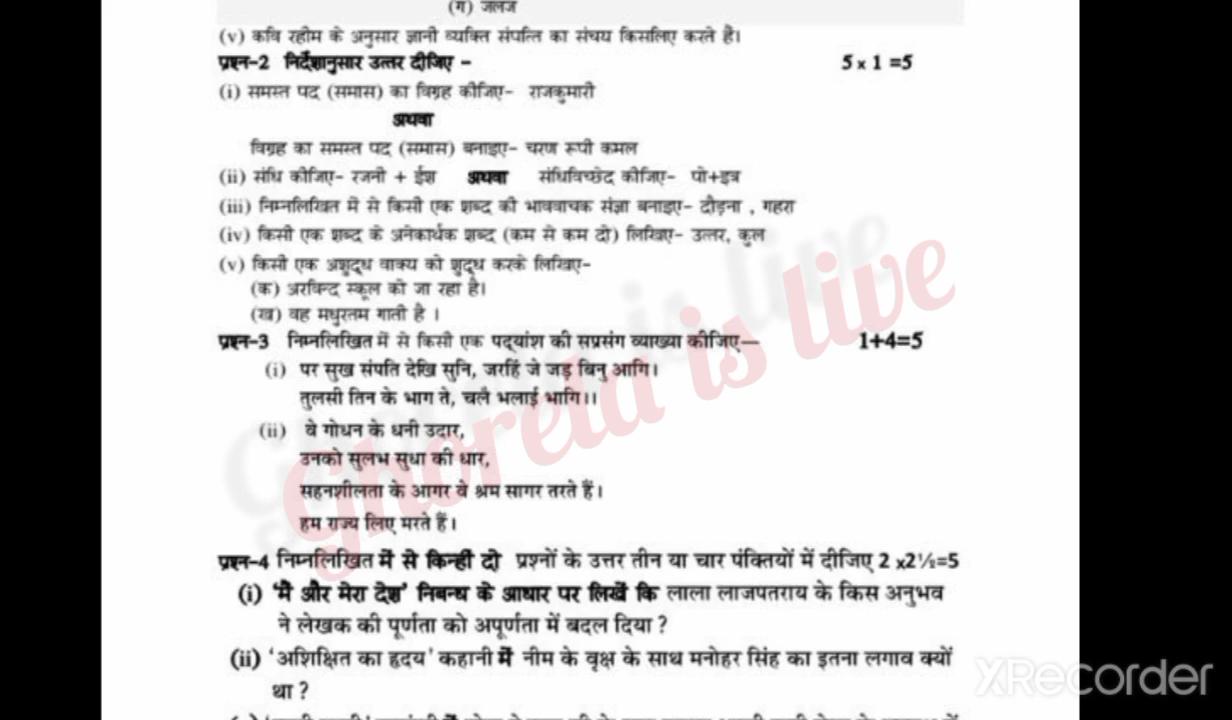 (ग) जलज
(v) कवि रहीम के अनुसार ज्ञानी व्यक्ति संपत्ति का संचय किसलिए करते है।
प्रश्न-2 निर्देशानुसार उत्तर दीजिए - 5 x 1 =5
(i) समस्त पद (समास) का विग्रह कीजिए- राजकुमारी
अथवा
विग्रह का समस्त पद (समास) बनाइए- चरण रूपी कमल
(ii) संधि कीजिए- रजनी + ईश अथवा संधिविच्छेद कीजिए- पो+इत्र
(iii) निम्नलिखित में से किसी एक शब्द की भाववाचक संज्ञा बनाइए- दौड़ना , गहरा
(iv) किसी एक शब्द के अनेकार्थक शब्द (कम से कम दो) लिखिए- उत्तर, कुल
(v) किसी एक अशुद्ध वाक्य को शुद्ध करके लिखिए-
(क) अरविन्द स्कूल को जा रहा है।
(ख) वह मधुरतम गाती है ।
प्रश्न-3 निम्नलिखित में से किसी एक पद्यांश की सप्रसंग व्याख्या कीजिए— 1+4=5
(i) पर सुख संपति देखि सुनि, जरहिं जे जड़ बिनु आगि।
तुलसी तिन के भाग ते, चलै भलाई भागि।।
(ii) वे गोधन के धनी उदार,
उनको सुलभ सुधा की धार,
सहनशीलता के आगर वे श्रम सागर तरते हैं।
हम राज्य लिए मरते हैं।
प्रश्न-4 निम्नलिखित में से किन्हीं दो प्रश्नों के उत्तर तीन या चार पंक्तियों में दीजिए 2 x2½=5
(i) 'मैं और मेरा देश' निबन्ध के आधार पर लिखें कि लाला लाजपतराय के किस अनुभव
ने लेखक की पूर्णता को अपूर्णता में बदल दिया ?
(ii) 'अशिक्षित का हृदय' कहानी में नीम के वृक्ष के साथ मनोहर सिंह का इतना लगाव क्यों
था ?
Ghorela is live
XRecorder